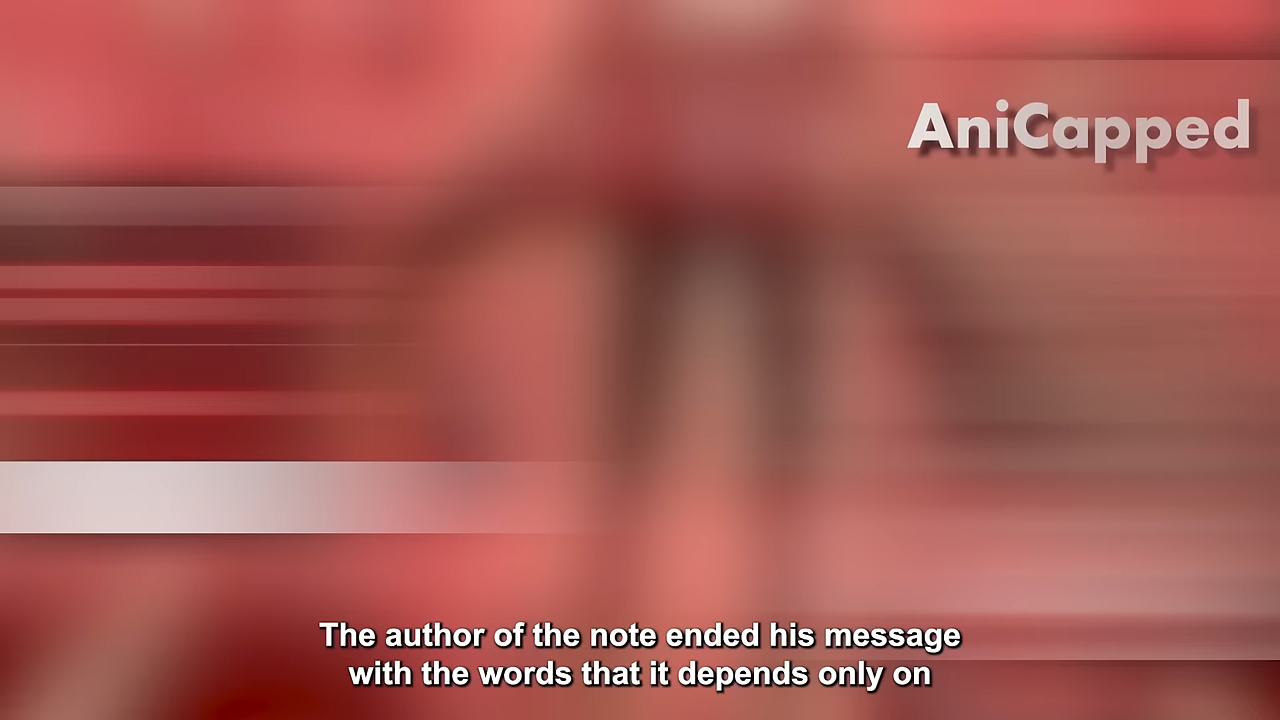 AniCapped
The author of the note ended his message
with the words that it depends only on